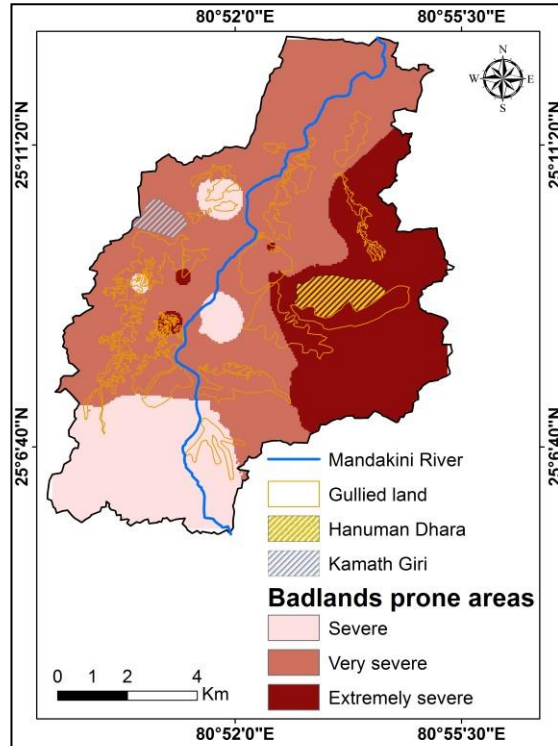 80°52'0"E 80°55'30"E
N
W E
S
25°11'20"N 25°11'20"N
25°6'40"N 25°6'40"N
Mandakini River
Gullied land
Hanuman Dhara
Kamath Giri
Badlands prone areas
Severe
Very severe
Extremely severe
0 1 2 4
Km
80°52'0"E 80°55'30"E